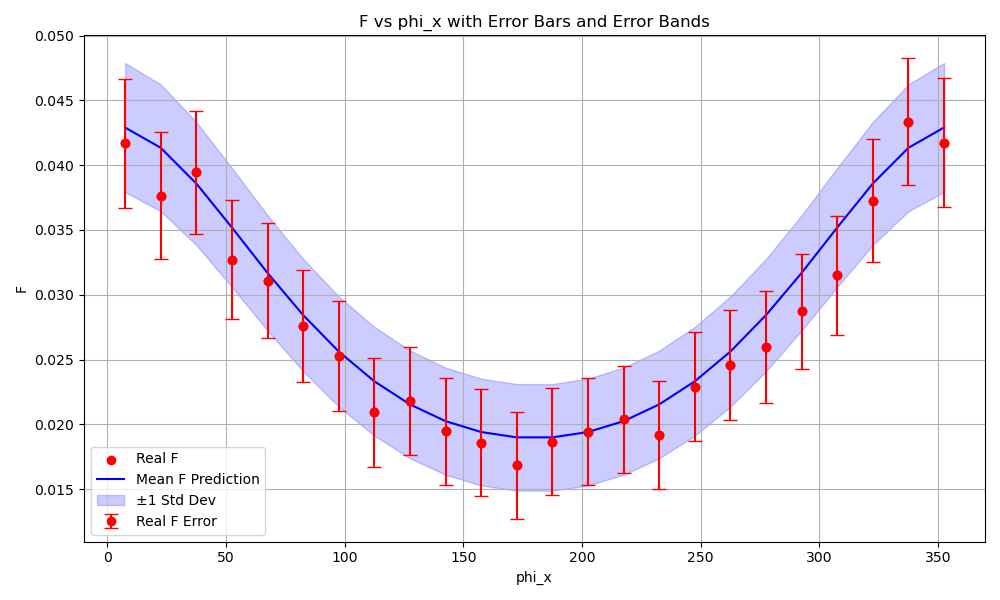 F vs phi_x with Error Bars and Error Bands
F
0.050
0.045
0.040
0.035
0.030
0.025
0.020
0.015
Real F
Mean F Prediction
±1 Std Dev
Real F Error
0 50 100 150 200 250 300 350
phi_x